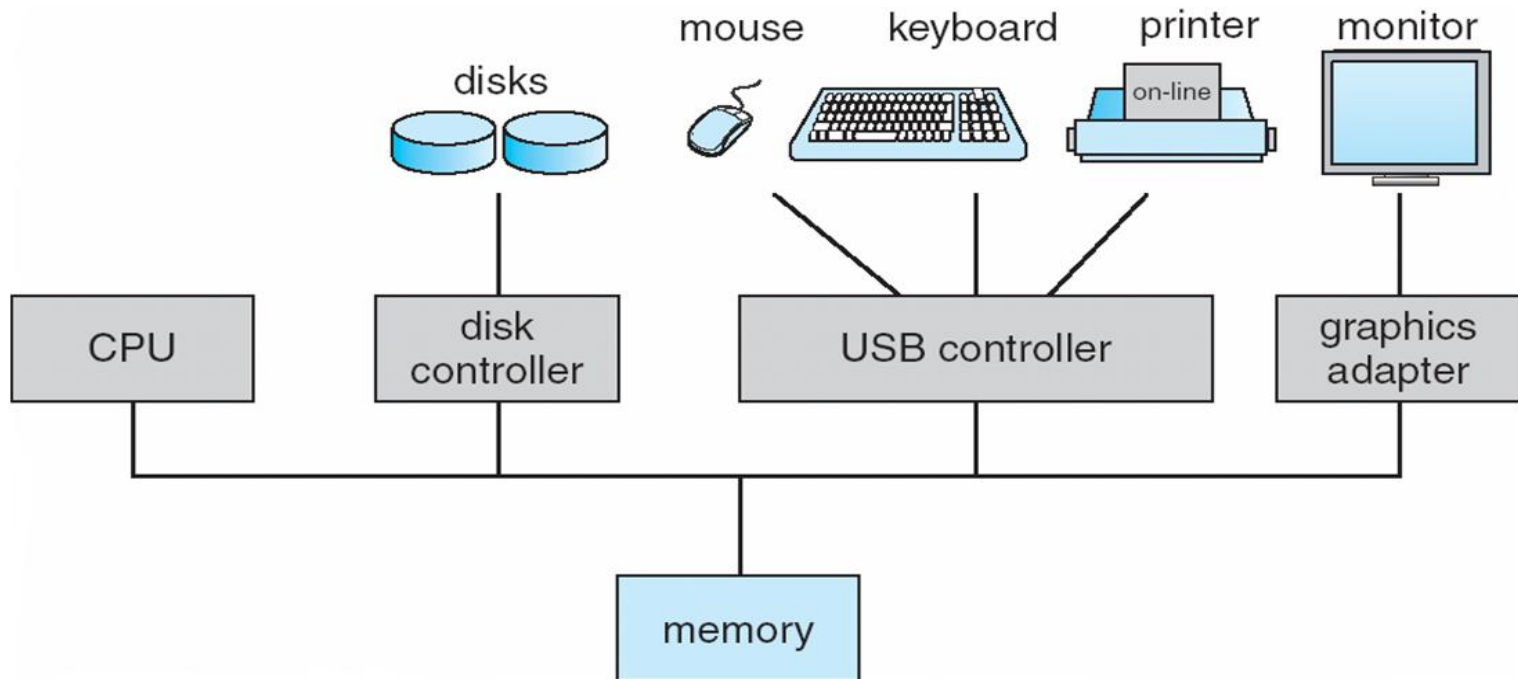 mouse
keyboard
printer
monitor
disks
on-line
CPU
disk
controller
USB controller
graphics
adapter
memory